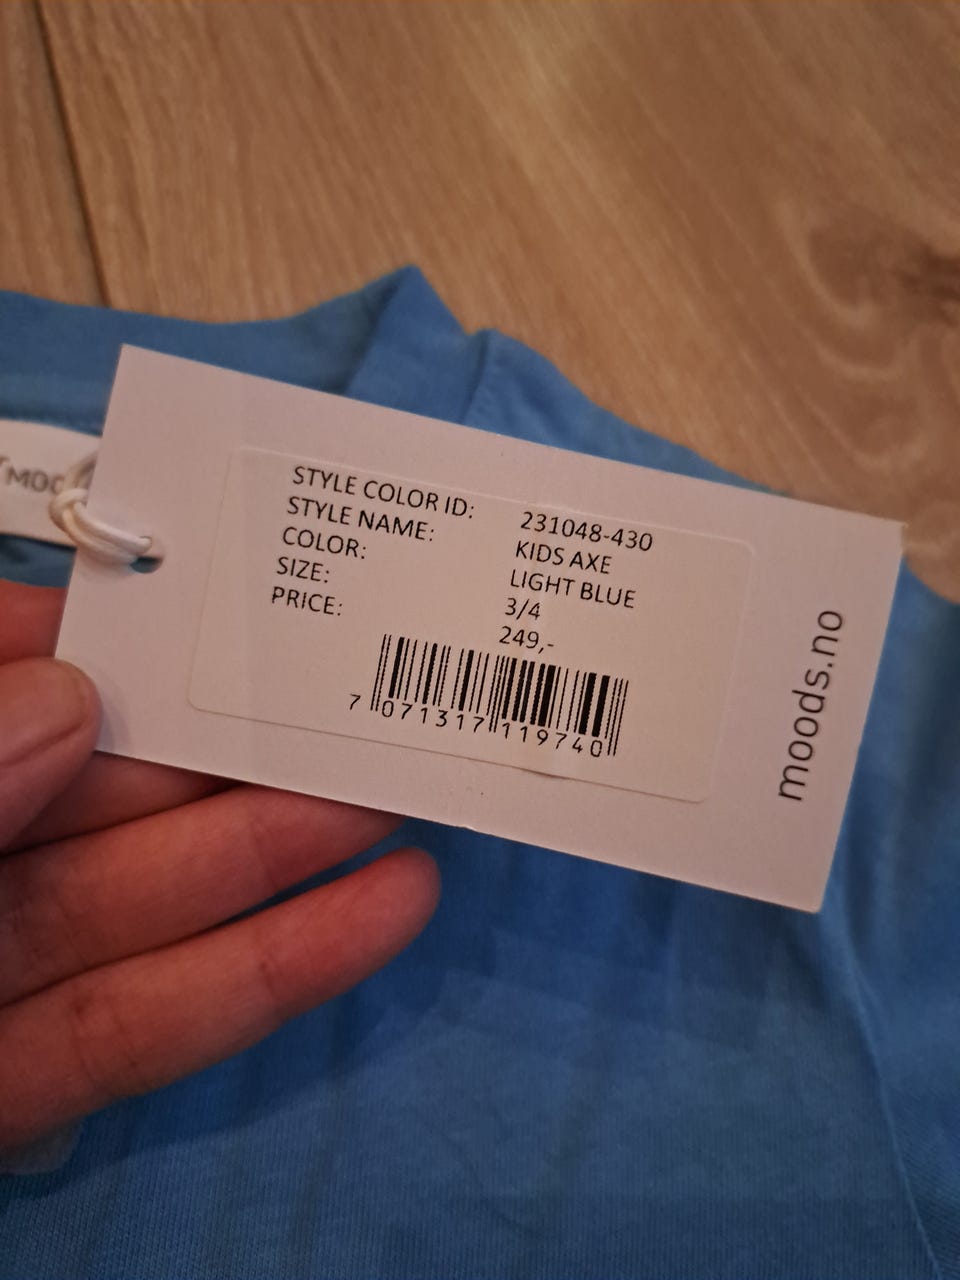 STYLE COLOR ID: 231048-430
STYLE NAME: KIDS AXE
COLOR: LIGHT BLUE
SIZE: 3/4
PRICE: 249,-
7 071317 119740
moods.no